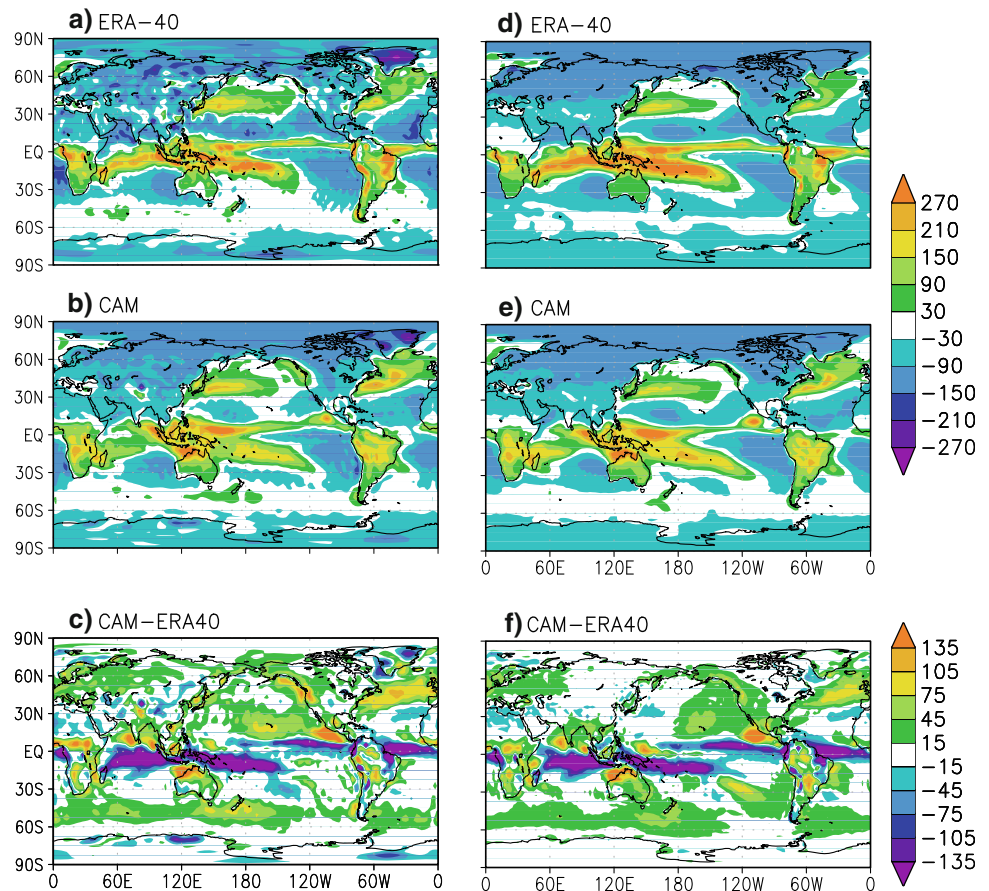 a) ERA-40
90N
60N
30N
EQ
30S
60S
90S
d) ERA-40
b) CAM
90N
60N
30N
EQ
30S
60S
90S
e) CAM
0 60E 120E 180 120W 60W 0
270
210
150
90
30
-30
-90
-150
-210
-270
c) CAM-ERA40
90N
60N
30N
EQ
30S
60S
90S
0 60E 120E 180 120W 60W 0
f) CAM-ERA40
0 60E 120E 180 120W 60W 0
135
105
75
45
15
-15
-45
-75
-105
-135